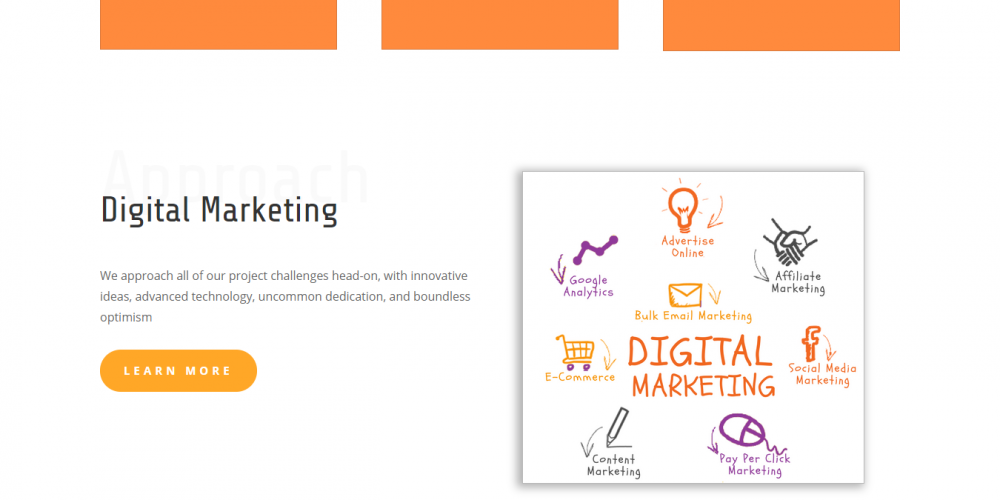 Approach
Digital Marketing
We approach all of our project challenges head-on, with innovative
ideas, advanced technology, uncommon dedication, and boundless
optimism
LEARN MORE
Advertise
Online
Google
Analytics
Affiliate
Marketing
Bulk Email Marketing
E-Commerce
DIGITAL
MARKETING
Social Media
Marketing
Content
Marketing
Pay Per Click
Marketing